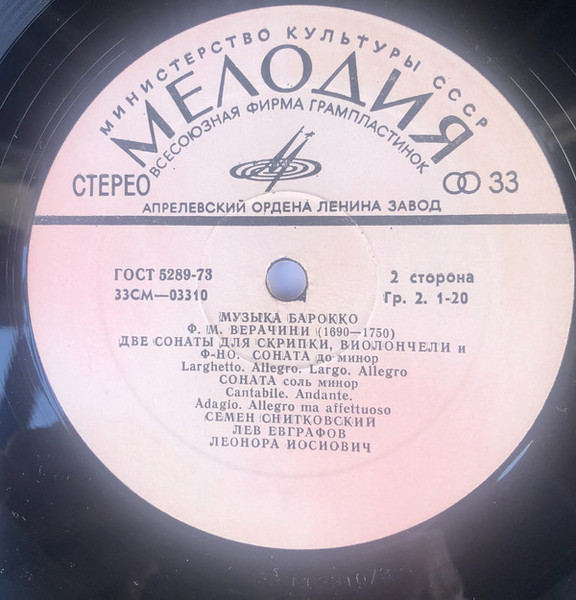 МИНИСТЕРСТВО КУЛЬТУРЫ СССР
МЕЛОДИЯ
ВСЕСОЮЗНАЯ ФИРМА ГРАМПЛАСТИНОК
СТЕРЕО
33
АПРЕЛЕВСКИЙ ОРДЕНА ЛЕНИНА ЗАВОД
ГОСТ 5289-73
2 сторона
33СМ—03310
Гр. 2. 1-20
МУЗЫКА БАРОККО
Ф. М. ВЕРАЧИНИ (1690—1750)
ДВЕ СОНАТЫ ДЛЯ СКРИПКИ, ВИОЛОНЧЕЛИ и
Ф-НО. СОНАТА до минор
Larghetto. Allegro. Largo. Allegro
СОНАТА соль минор
Cantabile. Andante.
Adagio. Allegro ma affettuoso
СЕМЕН СНИТКОВСКИЙ
ЛЕВ ЕВГРАФОВ
ЛЕОНОРА ИОСИОВИЧ